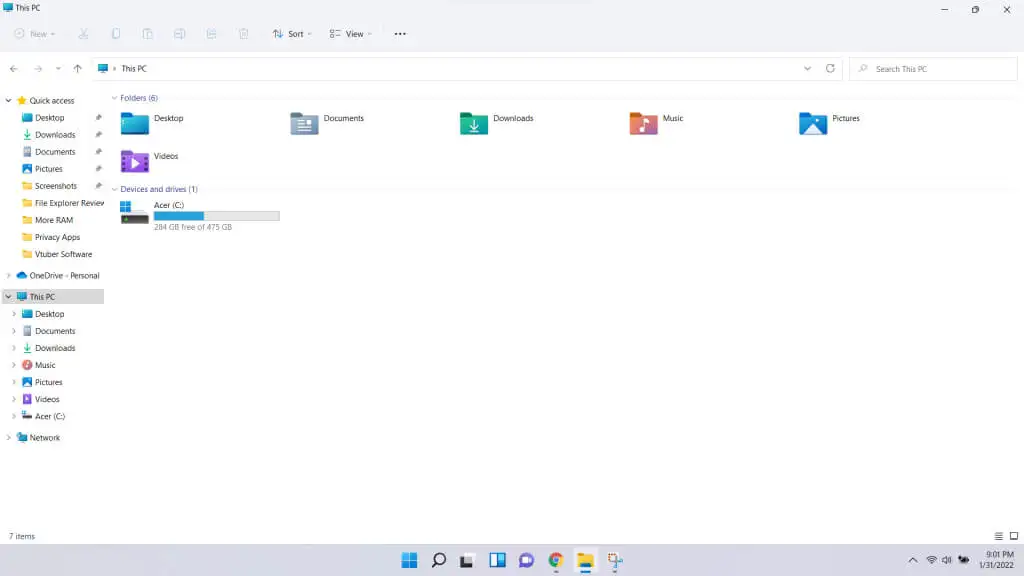 This PC
New
Sort
View
This PC
Search This PC
Quick access
Desktop
Downloads
Documents
Pictures
Screenshots
File Explorer Review
More RAM
Privacy Apps
Vtuber Software
OneDrive - Personal
This PC
Desktop
Documents
Downloads
Music
Pictures
Videos
Acer (C:)
Network
Folders (6)
Desktop
Documents
Downloads
Music
Pictures
Videos
Devices and drives (1)
Acer (C:)
284 GB free of 475 GB
7 items
9:01 PM
1/31/2022